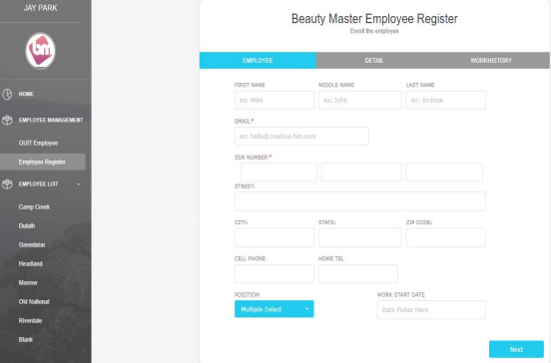 JAY PARK
bm
HOME
EMPLOYEE MANAGEMENT
QUIT Employee
Employee Register
EMPLOYEE LIST
Camp Creek
Duluth
Greenbriar
Headland
Morrow
Old National
Riverdale
Blank
Beauty Master Employee Register
Enroll the employee
EMPLOYEE DETAIL WORKHISTORY
FIRST NAME MIDDLE NAME LAST NAME
ex: Mike ex: John ex: Andrew
EMAIL*
ex: hello@creative-tim.com
SSN NUMBER*
STREET:
CITY: STATE: ZIP CODE:
CELL PHONE HOME TEL
POSITION WORK START DATE
Multiple Select Date Picker Here
Next